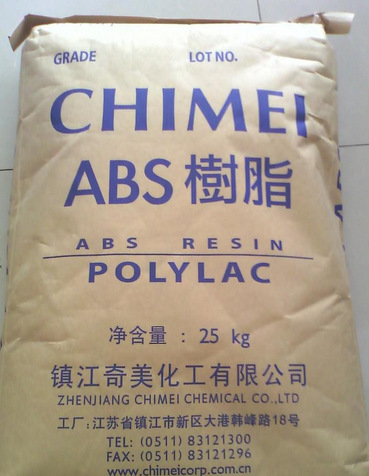 GRADE LOT NO.
CHIMEI
ABS 樹脂
ABS RESIN
POLYLAC
净含量 : 25 kg
镇江奇美化工有限公司
ZHENJIANG CHIMEI CHEMICAL CO.,LTD
工厂:江苏省镇江市新区大港韩峰路18号
TEL: (0511) 83121300
FAX: (0511) 83121296
www.chimeicorp.com.cn